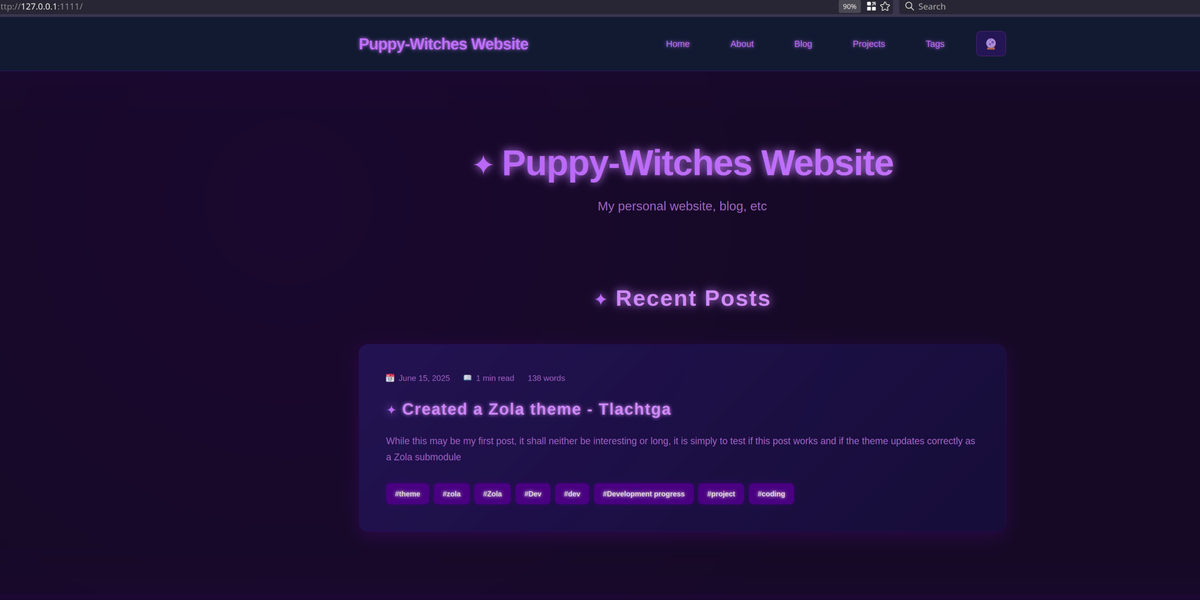 ttp://127.0.0.1:1111/
90%
Search
Puppy-Witches Website
Home
About
Blog
Projects
Tags
✦ Puppy-Witches Website
My personal website, blog, etc
✦ Recent Posts
June 15, 2025
1 min read
138 words
✦ Created a Zola theme - Tlachtga
While this may be my first post, it shall neither be interesting or long, it is simply to test if this post works and if the theme updates correctly as
a Zola submodule
#theme #zola #Zola #Dev #dev #Development progress #project #coding